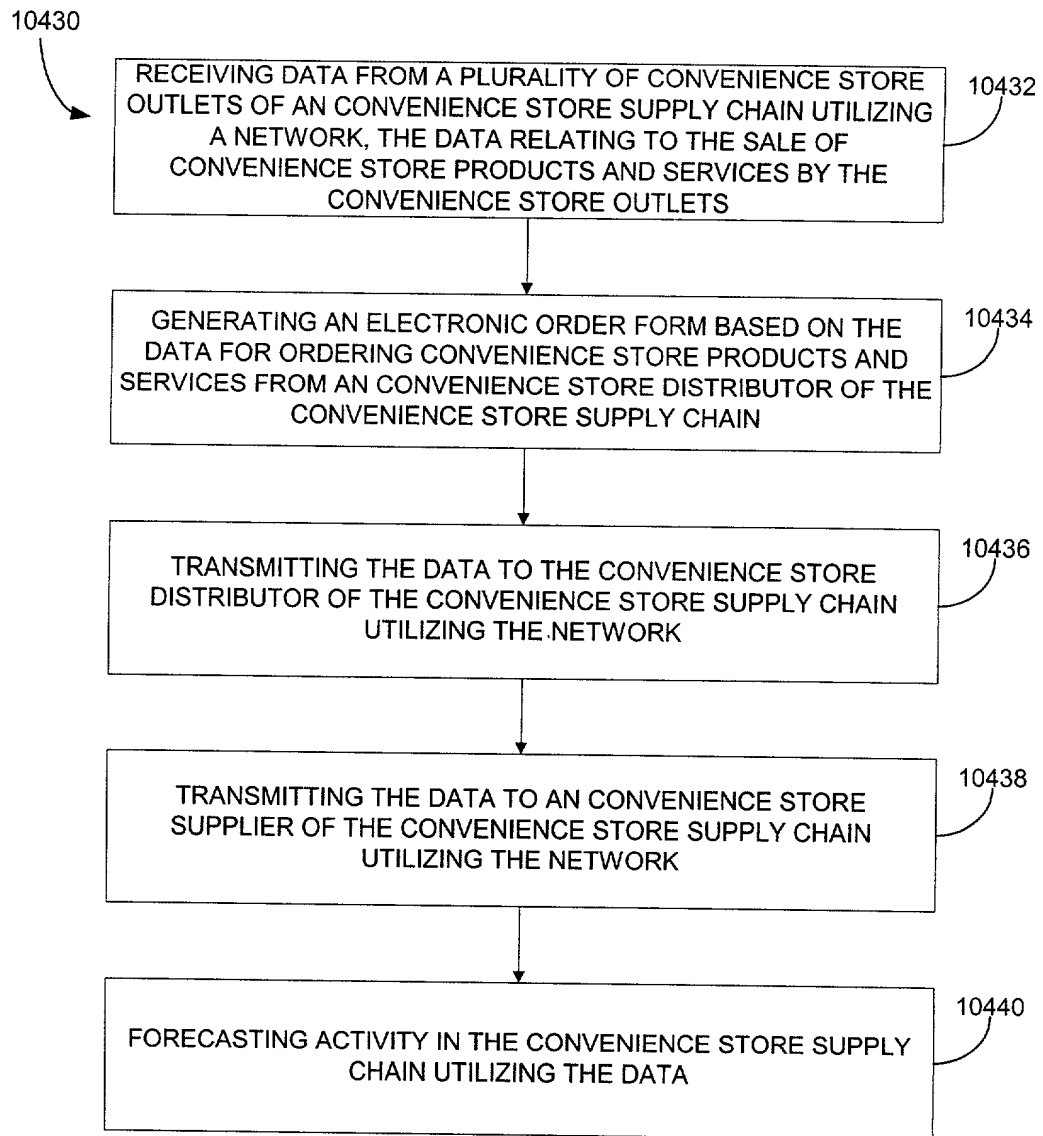 10430
RECEIVING DATA FROM A PLURALITY OF CONVENIENCE STORE
OUTLETS OF AN CONVENIENCE STORE SUPPLY CHAIN UTILIZING
A NETWORK, THE DATA RELATING TO THE SALE OF
CONVENIENCE STORE PRODUCTS AND SERVICES BY THE
CONVENIENCE STORE OUTLETS
10432
GENERATING AN ELECTRONIC ORDER FORM BASED ON THE
DATA FOR ORDERING CONVENIENCE STORE PRODUCTS AND
SERVICES FROM AN CONVENIENCE STORE DISTRIBUTOR OF THE
CONVENIENCE STORE SUPPLY CHAIN
10434
TRANSMITTING THE DATA TO THE CONVENIENCE STORE
DISTRIBUTOR OF THE CONVENIENCE STORE SUPPLY CHAIN
UTILIZING THE NETWORK
10436
TRANSMITTING THE DATA TO AN CONVENIENCE STORE
SUPPLIER OF THE CONVENIENCE STORE SUPPLY CHAIN
UTILIZING THE NETWORK
10438
FORECASTING ACTIVITY IN THE CONVENIENCE STORE SUPPLY
CHAIN UTILIZING THE DATA
10440